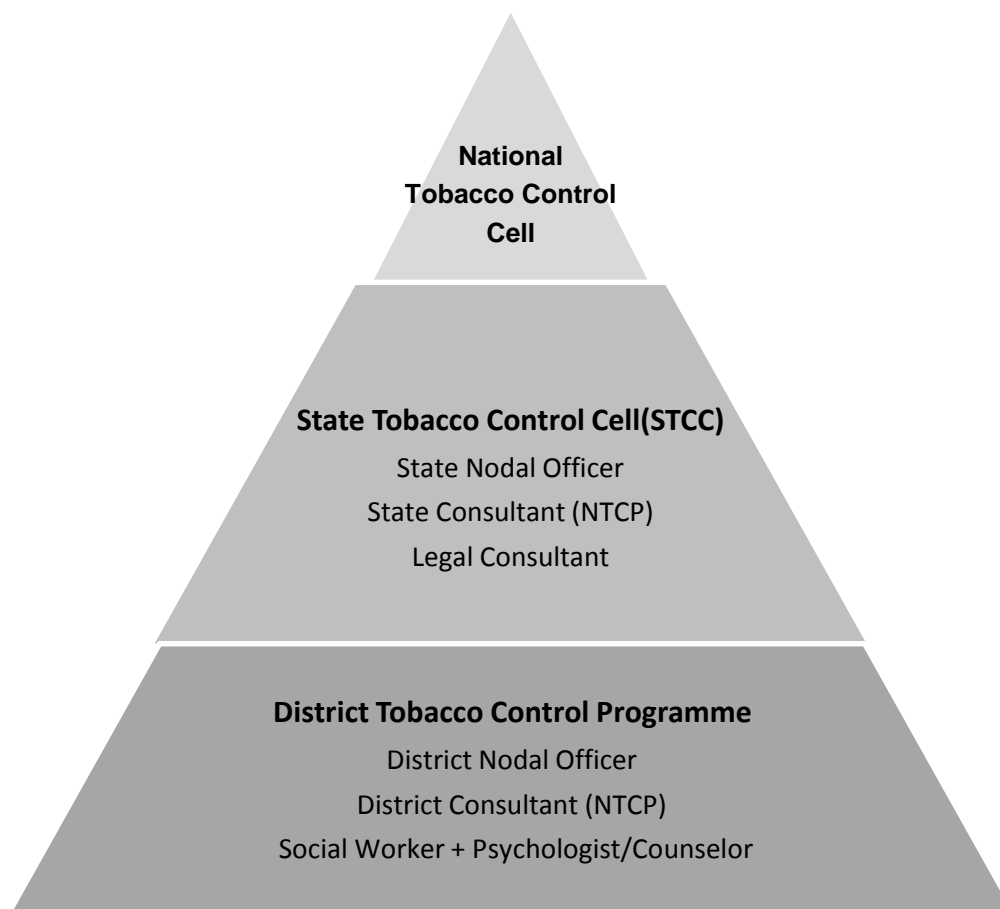 National
Tobacco Control
Cell
State Tobacco Control Cell(STCC)
State Nodal Officer
State Consultant (NTCP)
Legal Consultant
District Tobacco Control Programme
District Nodal Officer
District Consultant (NTCP)
Social Worker + Psychologist/Counselor